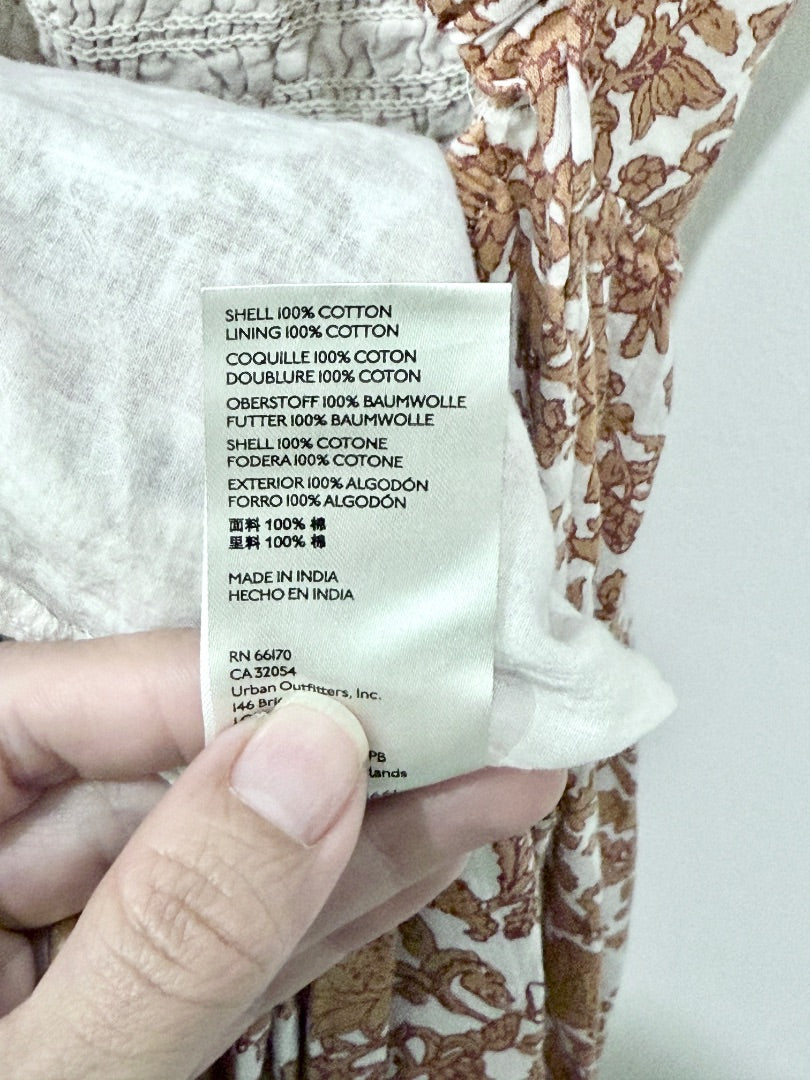 SHELL 100% COTTON
LINING 100% COTTON
COQUILLE 100% COTON
DOUBLURE 100% COTON
OBERSTOFF 100% BAUMWOLLE
FUTTER 100% BAUMWOLLE
SHELL 100% COTONE
FODERA 100% COTONE
EXTERIOR 100% ALGODÓN
FORRO 100% ALGODÓN
面料 100% 棉
里料 100% 棉
MADE IN INDIA
HECHO EN INDIA
RN 66170
CA 32054
Urban Outfitters, Inc.
146
PB